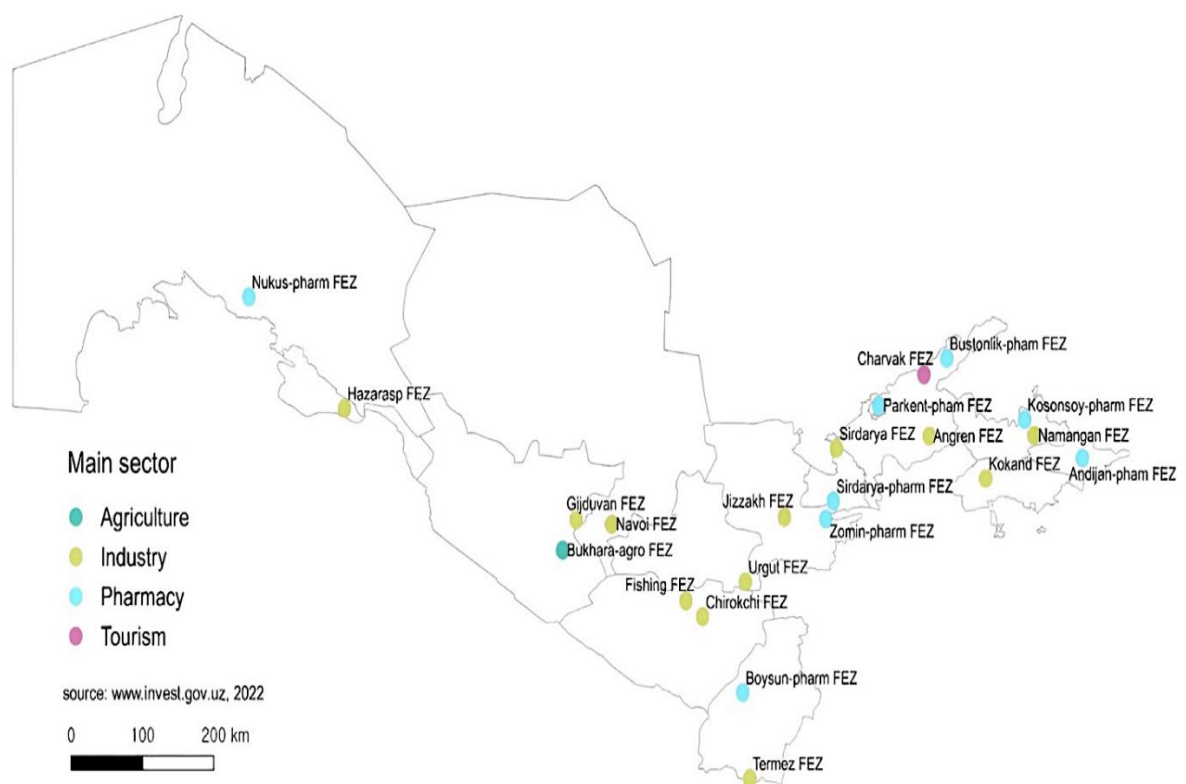 Nukus-pharm FEZ
Bustonlik-pham FEZ
Charvak FEZ
Hazarasp FEZ
Parkent-pham FEZ
Kosonsoy-pharm FEZ
Sirdarya FEZ
Angren FEZ
Namangan FEZ
Kokand FEZ
Andijan-pham FEZ
Main sector
Agriculture
Industry
Pharmacy
Tourism
Sirdarya-pharm FEZ
Gijduvan FEZ
Jizzakh FEZ
Navoi FEZ
Zomin-pharm FEZ
Bukhara-agro FEZ
Urgut FEZ
Fishing FEZ
Chirokchi FEZ
Boysun-pharm FEZ
source: www.invest.gov.uz, 2022
0 100 200 km
Termez FEZ